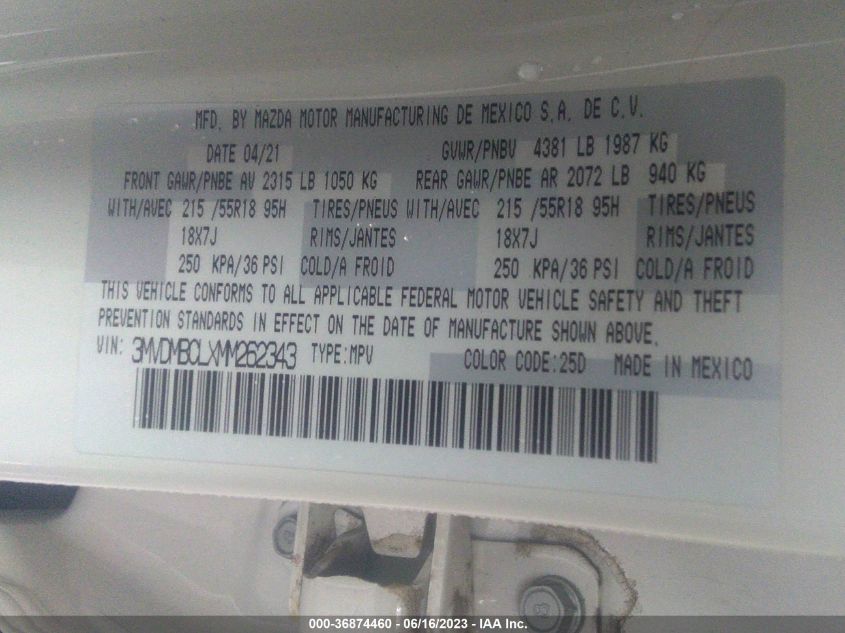 MFD. BY MAZDA MOTOR MANUFACTURING DE MEXICO S.A. DE C.V.
DATE 04/21 GVWR/PNBV 4381 LB 1987 KG
FRONT GAWR/PNBE AV 2315 LB 1050 KG REAR GAWR/PNBE AR 2072 LB 940 KG
WITH/AVEC 215 /55R18 95H TIRES/PNEUS WITH/AVEC 215 /55R18 95H TIRES/PNEUS
18X7J RIMS/JANTES 18X7J RIMS/JANTES
250 KPA/36 PSI COLD/A FROID 250 KPA/36 PSI COLD/A FROID
THIS VEHICLE CONFORMS TO ALL APPLICABLE FEDERAL MOTOR VEHICLE SAFETY AND THEFT
PREVENTION STANDARDS IN EFFECT ON THE DATE OF MANUFACTURE SHOWN ABOVE.
VIN: 3MVDMBCLXMM262343 TYPE:MPV COLOR CODE:25D MADE IN MEXICO
000-36874460 - 06/16/2023 - IAA Inc.